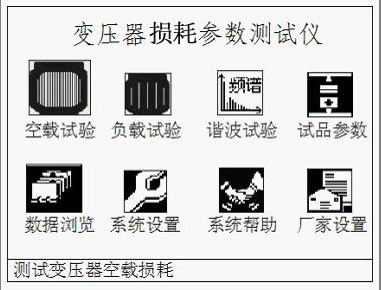 变压器损耗参数测试仪
频谱
空载试验 负载试验 谐波试验 试品参数
数据浏览 系统设置 系统帮助 厂家设置
测试变压器空载损耗